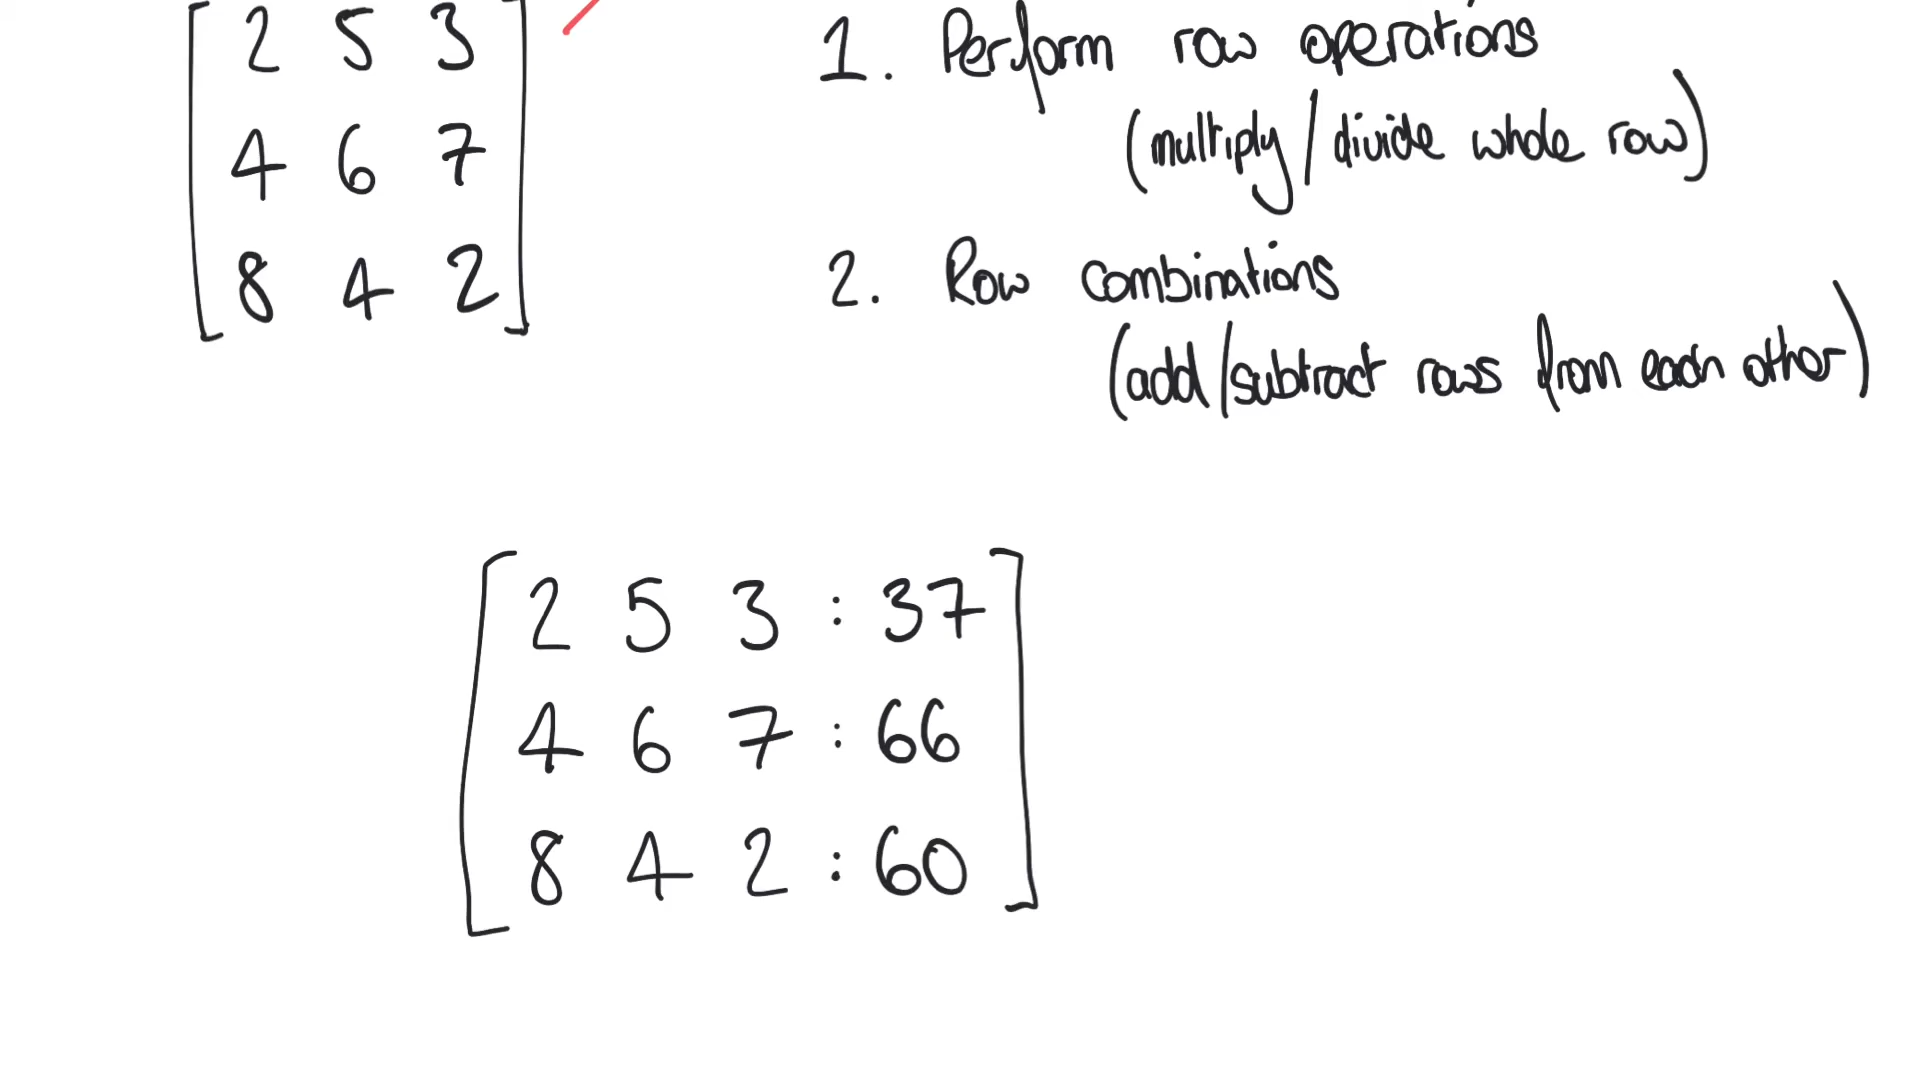 2 5 3
4 6 7
8 4 2
1. Perform row operations
(multiply/divide whole row)
2. Row combinations
(add/subtract rows from each other)
2 5 3 : 37
4 6 7 : 66
8 4 2 : 60